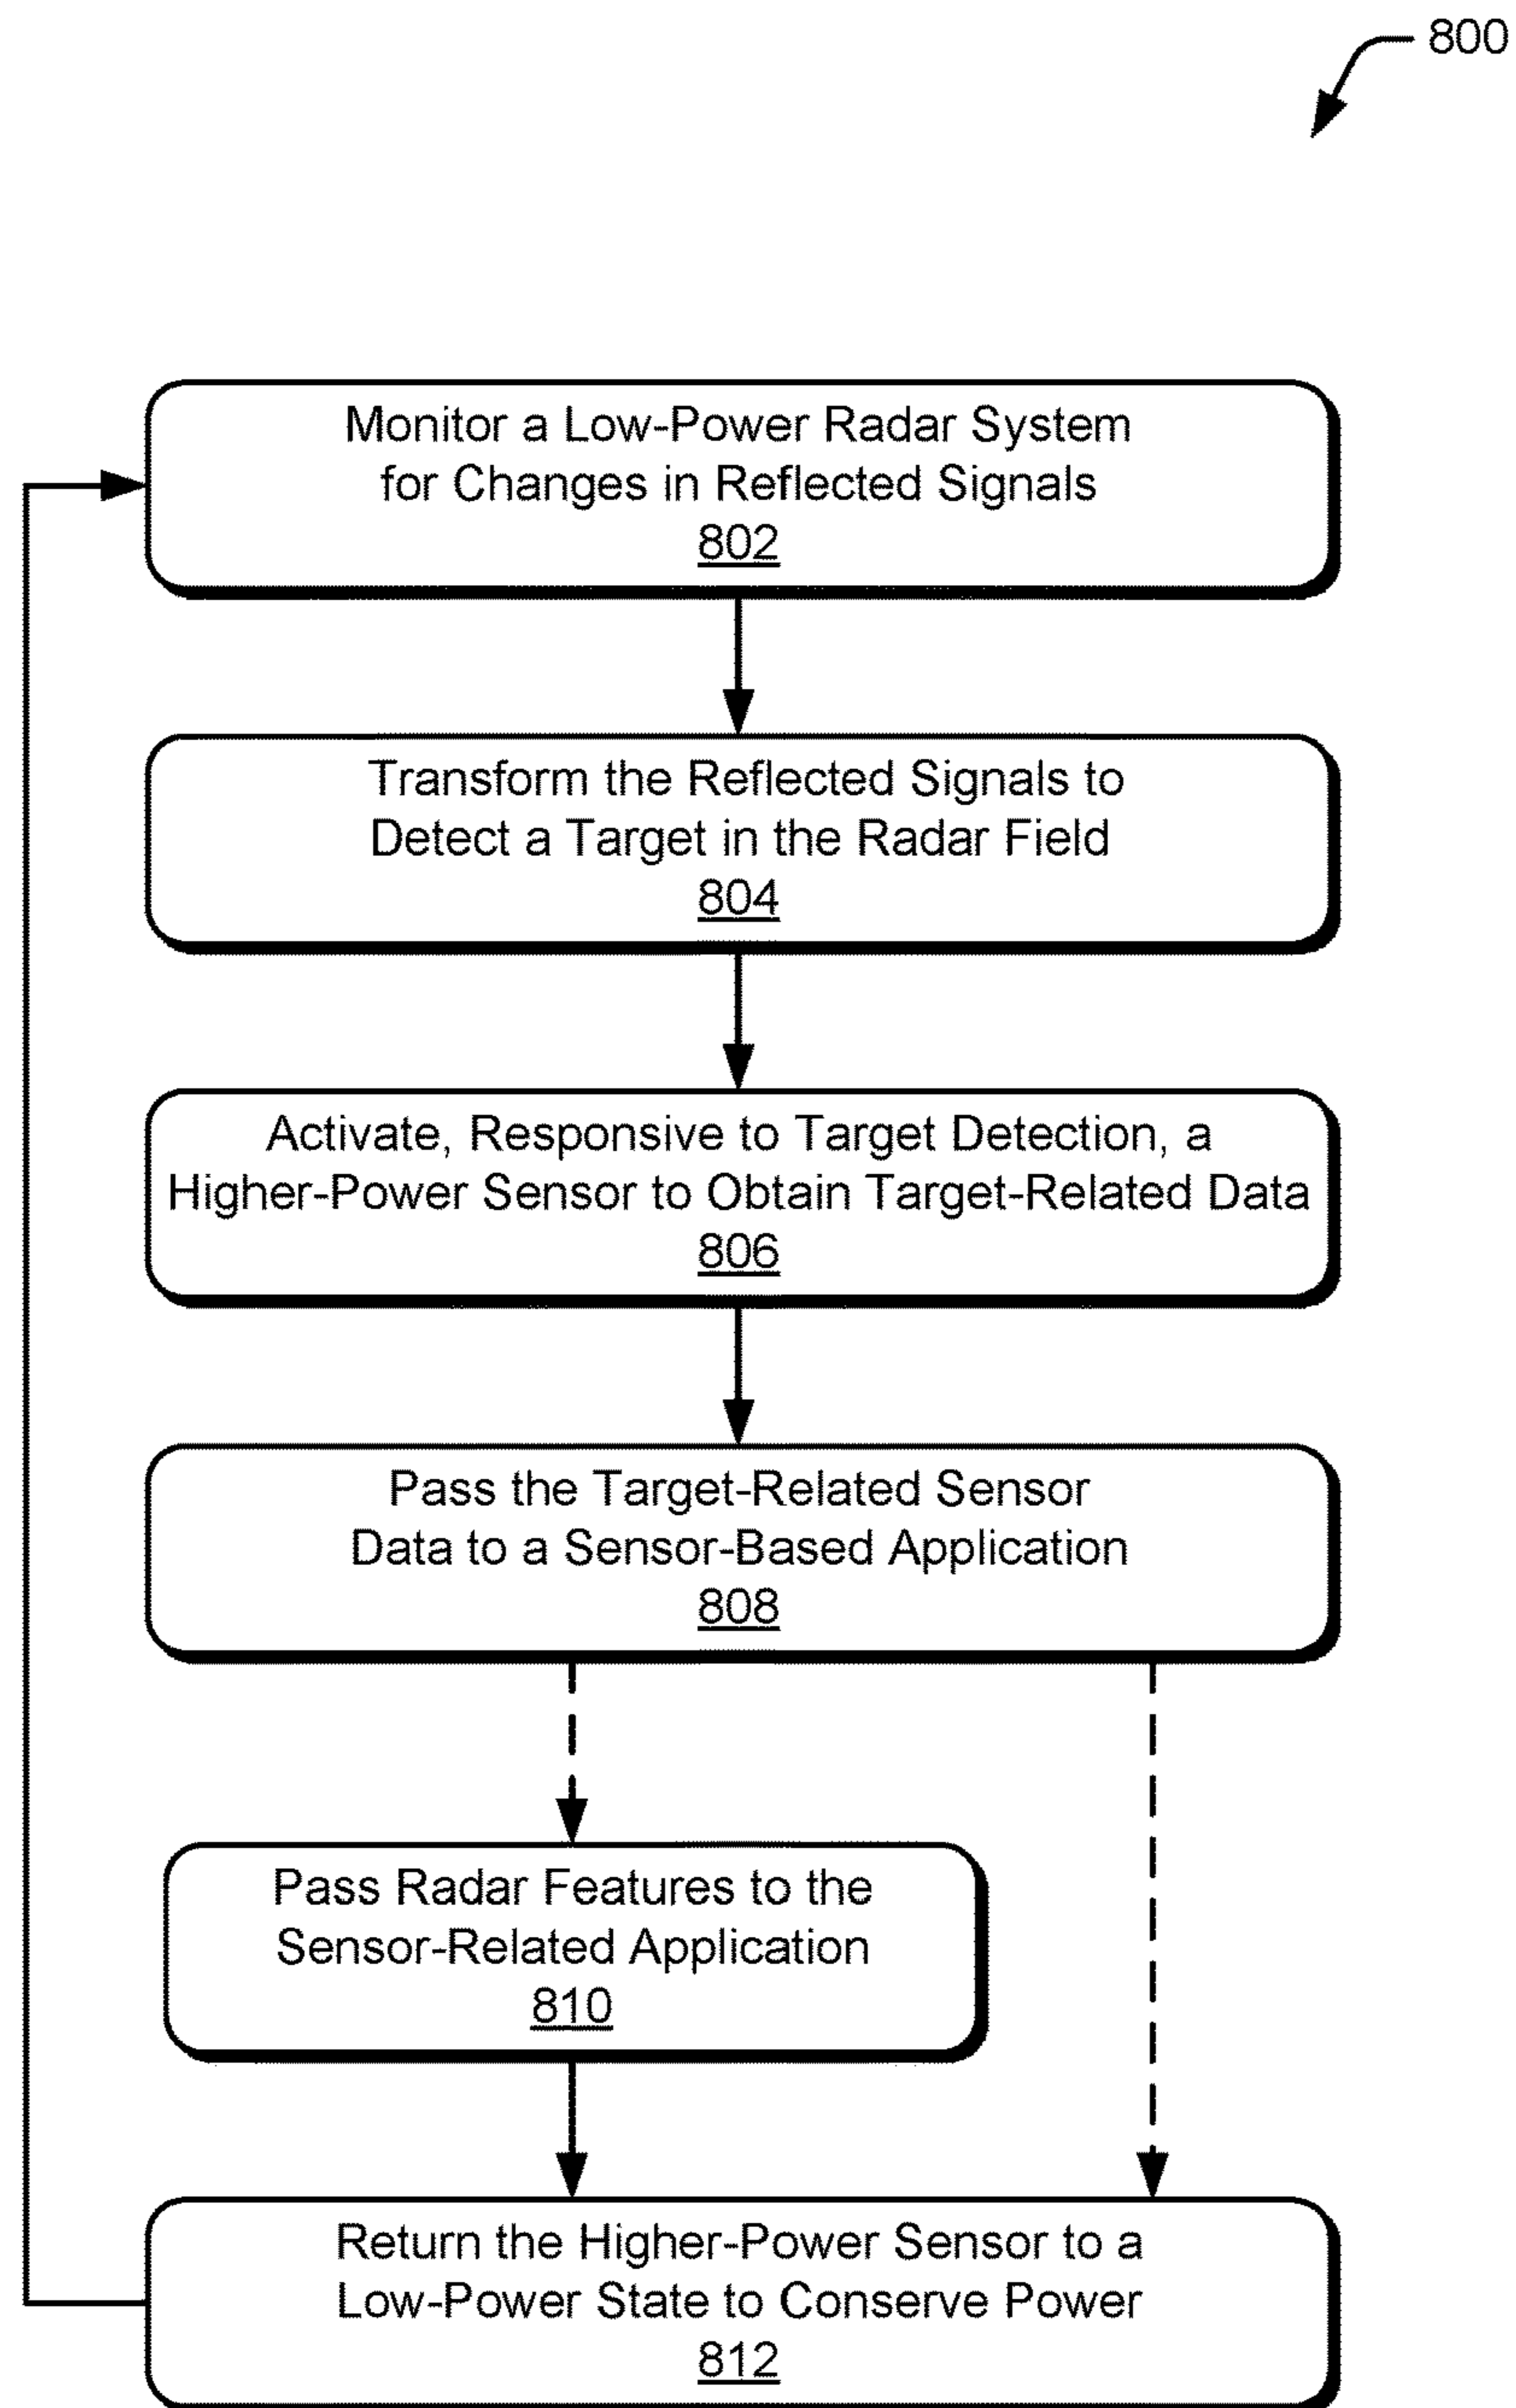 800
Monitor a Low-Power Radar System
for Changes in Reflected Signals
802
Transform the Reflected Signals to
Detect a Target in the Radar Field
804
Activate, Responsive to Target Detection, a
Higher-Power Sensor to Obtain Target-Related Data
806
Pass the Target-Related Sensor
Data to a Sensor-Based Application
808
Pass Radar Features to the
Sensor-Related Application
810
Return the Higher-Power Sensor to a
Low-Power State to Conserve Power
812